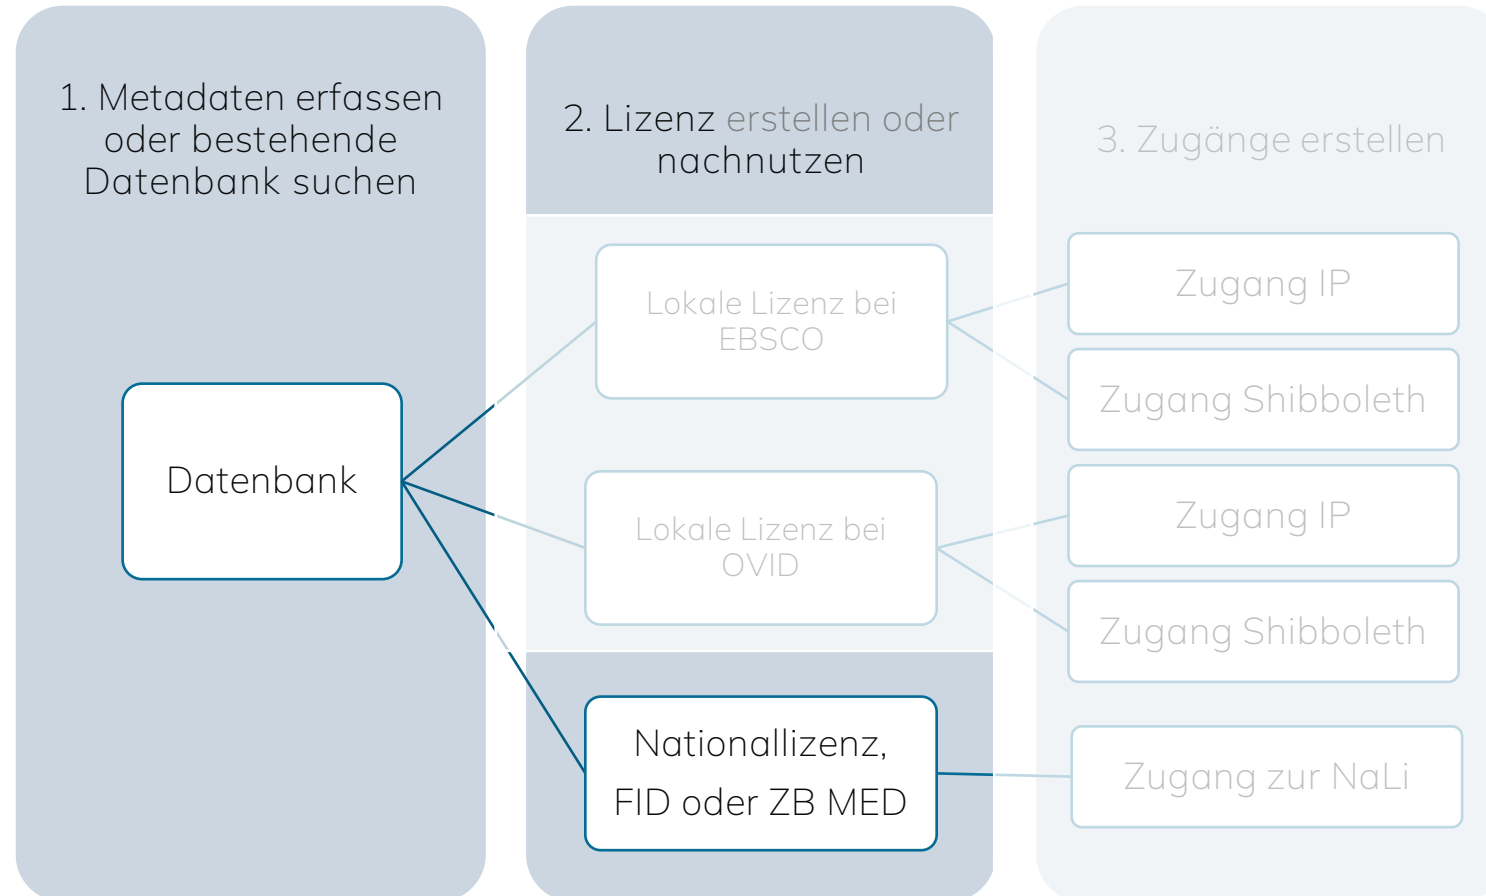 1. Metadaten erfassen
oder bestehende
Datenbank suchen
Datenbank
2. Lizenz erstellen oder
nachnutzen
Lokale Lizenz bei
EBSCO
Lokale Lizenz bei
OVID
Nationallizenz,
FID oder ZB MED
3. Zugänge erstellen
Zugang IP
Zugang Shibboleth
Zugang IP
Zugang Shibboleth
Zugang zur NaLi